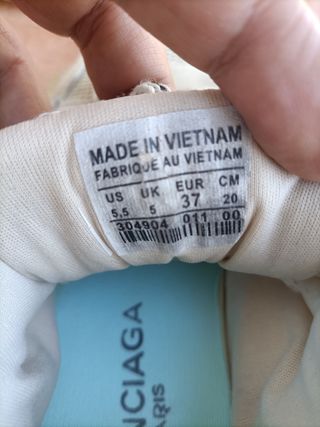 MADE IN VIETNAM
FABRIQUE AU VIETNAM
US UK EUR CM
5,5 5 37 20
304904 011 00
NCIAGA
ARIS